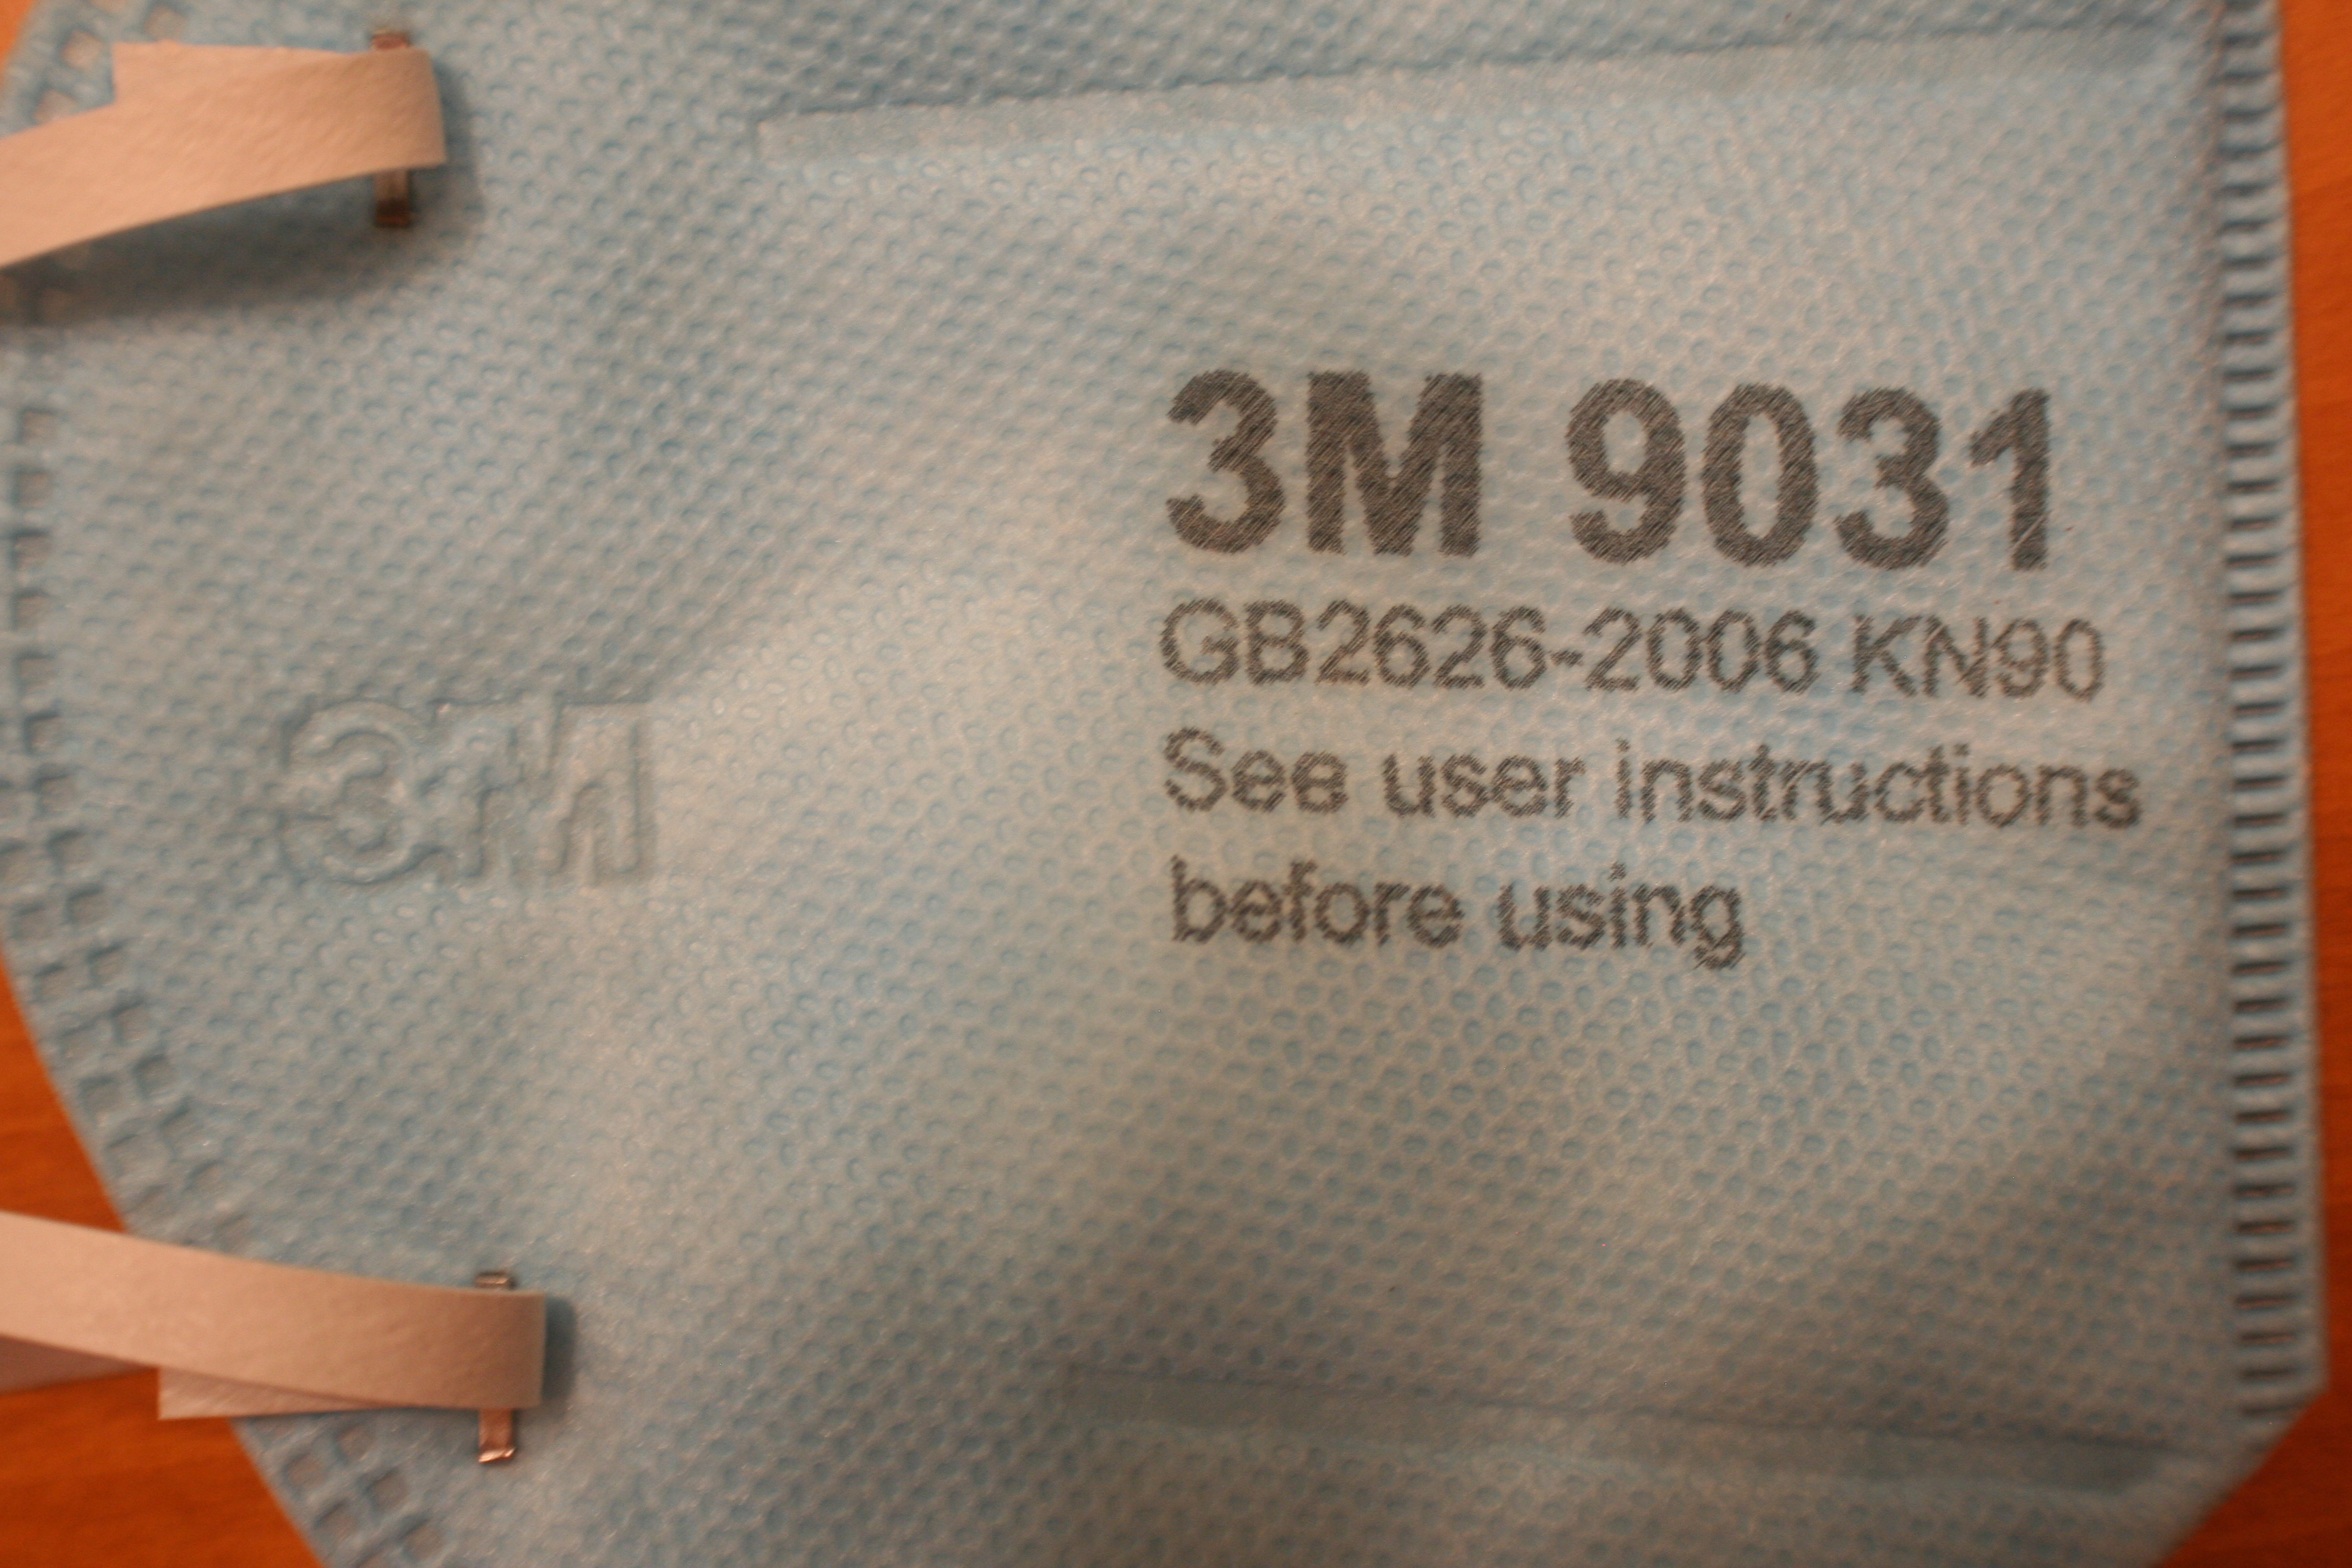 3M
3M 9031
GB2626-2006 KN90
See user instructions
before using